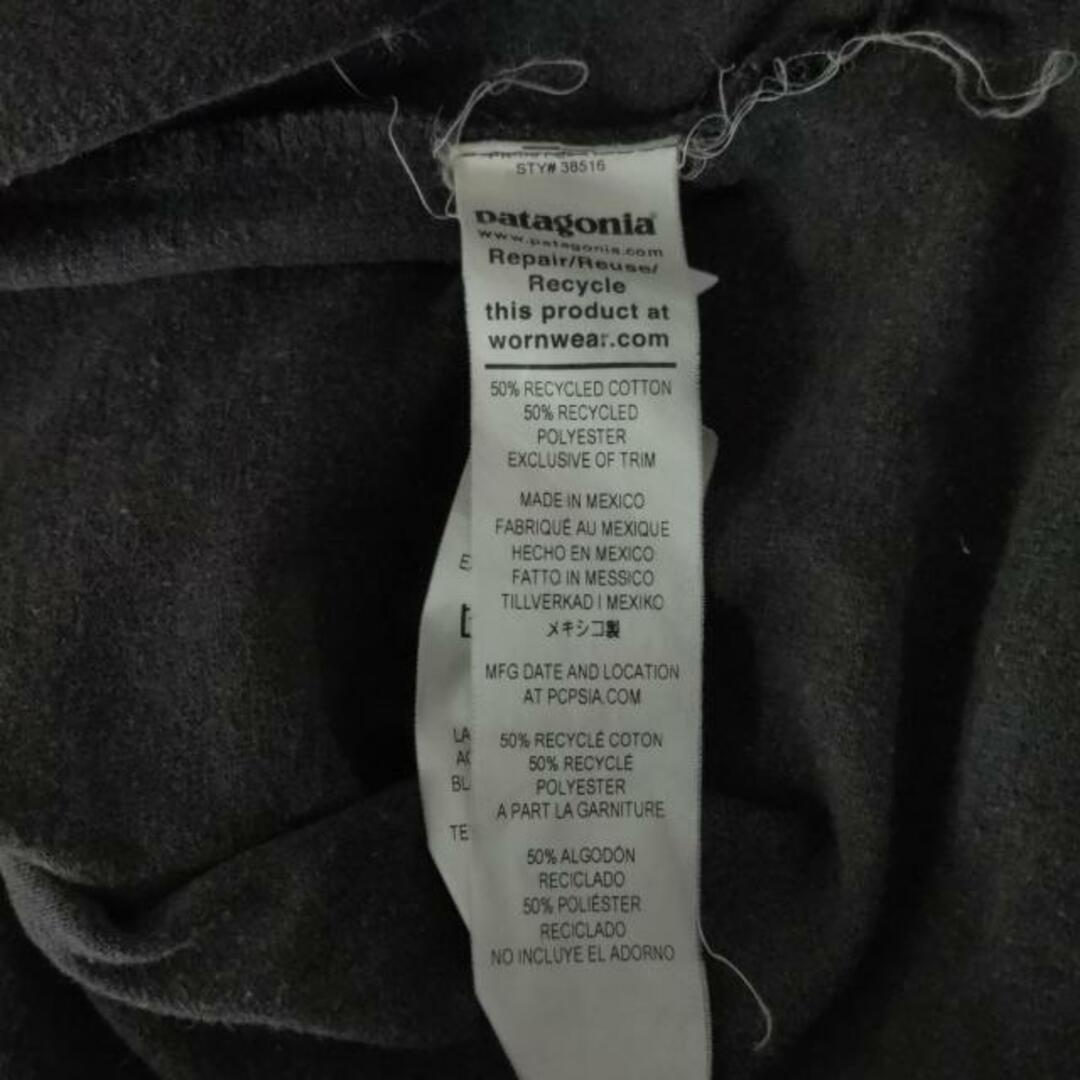 STY# 38516
patagonia
www.patagonia.com
Repair/Reuse/
Recycle
this product at
wornwear.com
50% RECYCLED COTTON
50% RECYCLED
POLYESTER
EXCLUSIVE OF TRIM
MADE IN MEXICO
FABRIQUÉ AU MEXIQUE
HECHO EN MEXICO
FATTO IN MESSICO
TILLVERKAD I MEXIKO
メキシコ製
MFG DATE AND LOCATION
AT PCPSIA.COM
50% RECYCLÉ COTON
50% RECYCLÉ
POLYESTER
A PART LA GARNITURE
50% ALGODÓN
RECICLADO
50% POLIÉSTER
RECICLADO
NO INCLUYE EL ADORNO